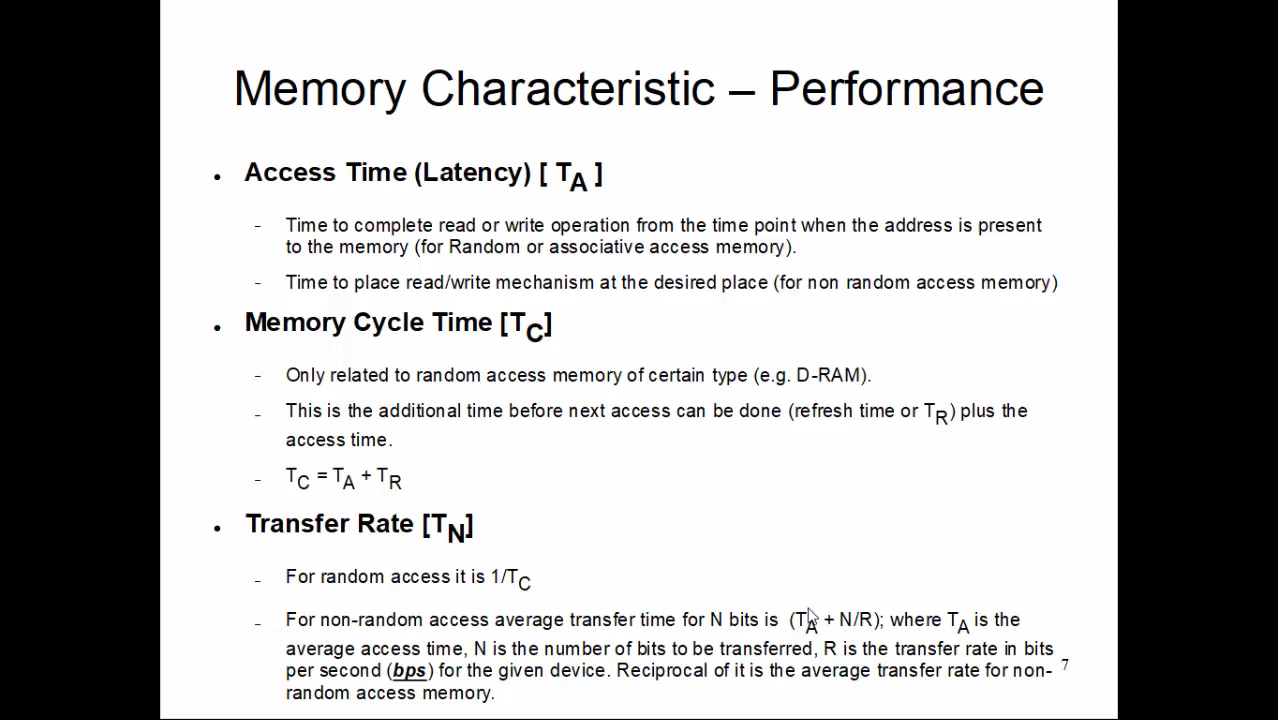 Memory Characteristic – Performance
• Access Time (Latency) [ TA ]
– Time to complete read or write operation from the time point when the address is present
to the memory (for Random or associative access memory).
– Time to place read/write mechanism at the desired place (for non random access memory)
• Memory Cycle Time [TC]
– Only related to random access memory of certain type (e.g. D-RAM).
– This is the additional time before next access can be done (refresh time or TR) plus the
access time.
– TC = TA + TR
• Transfer Rate [TN]
– For random access it is 1/TC
– For non-random access average transfer time for N bits is (TA + N/R); where TA is the
average access time, N is the number of bits to be transferred, R is the transfer rate in bits
per second (bps) for the given device. Reciprocal of it is the average transfer rate for non-
random access memory.
7